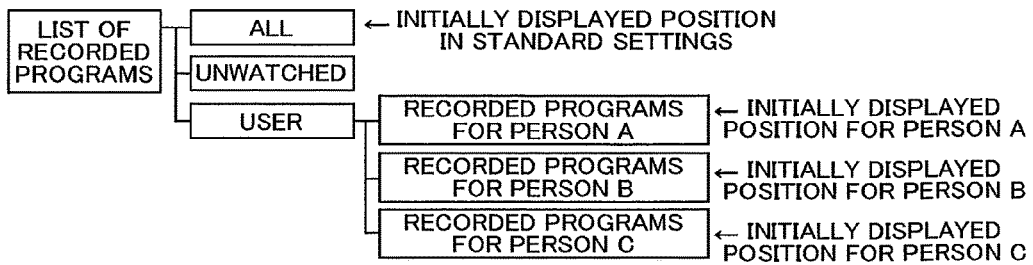 LIST OF
RECORDED
PROGRAMS
ALL
← INITIALLY DISPLAYED POSITION
IN STANDARD SETTINGS
UNWATCHED
USER
RECORDED PROGRAMS
FOR PERSON A
← INITIALLY DISPLAYED
POSITION FOR PERSON A
RECORDED PROGRAMS
FOR PERSON B
← INITIALLY DISPLAYED
POSITION FOR PERSON B
RECORDED PROGRAMS
FOR PERSON C
← INITIALLY DISPLAYED
POSITION FOR PERSON C